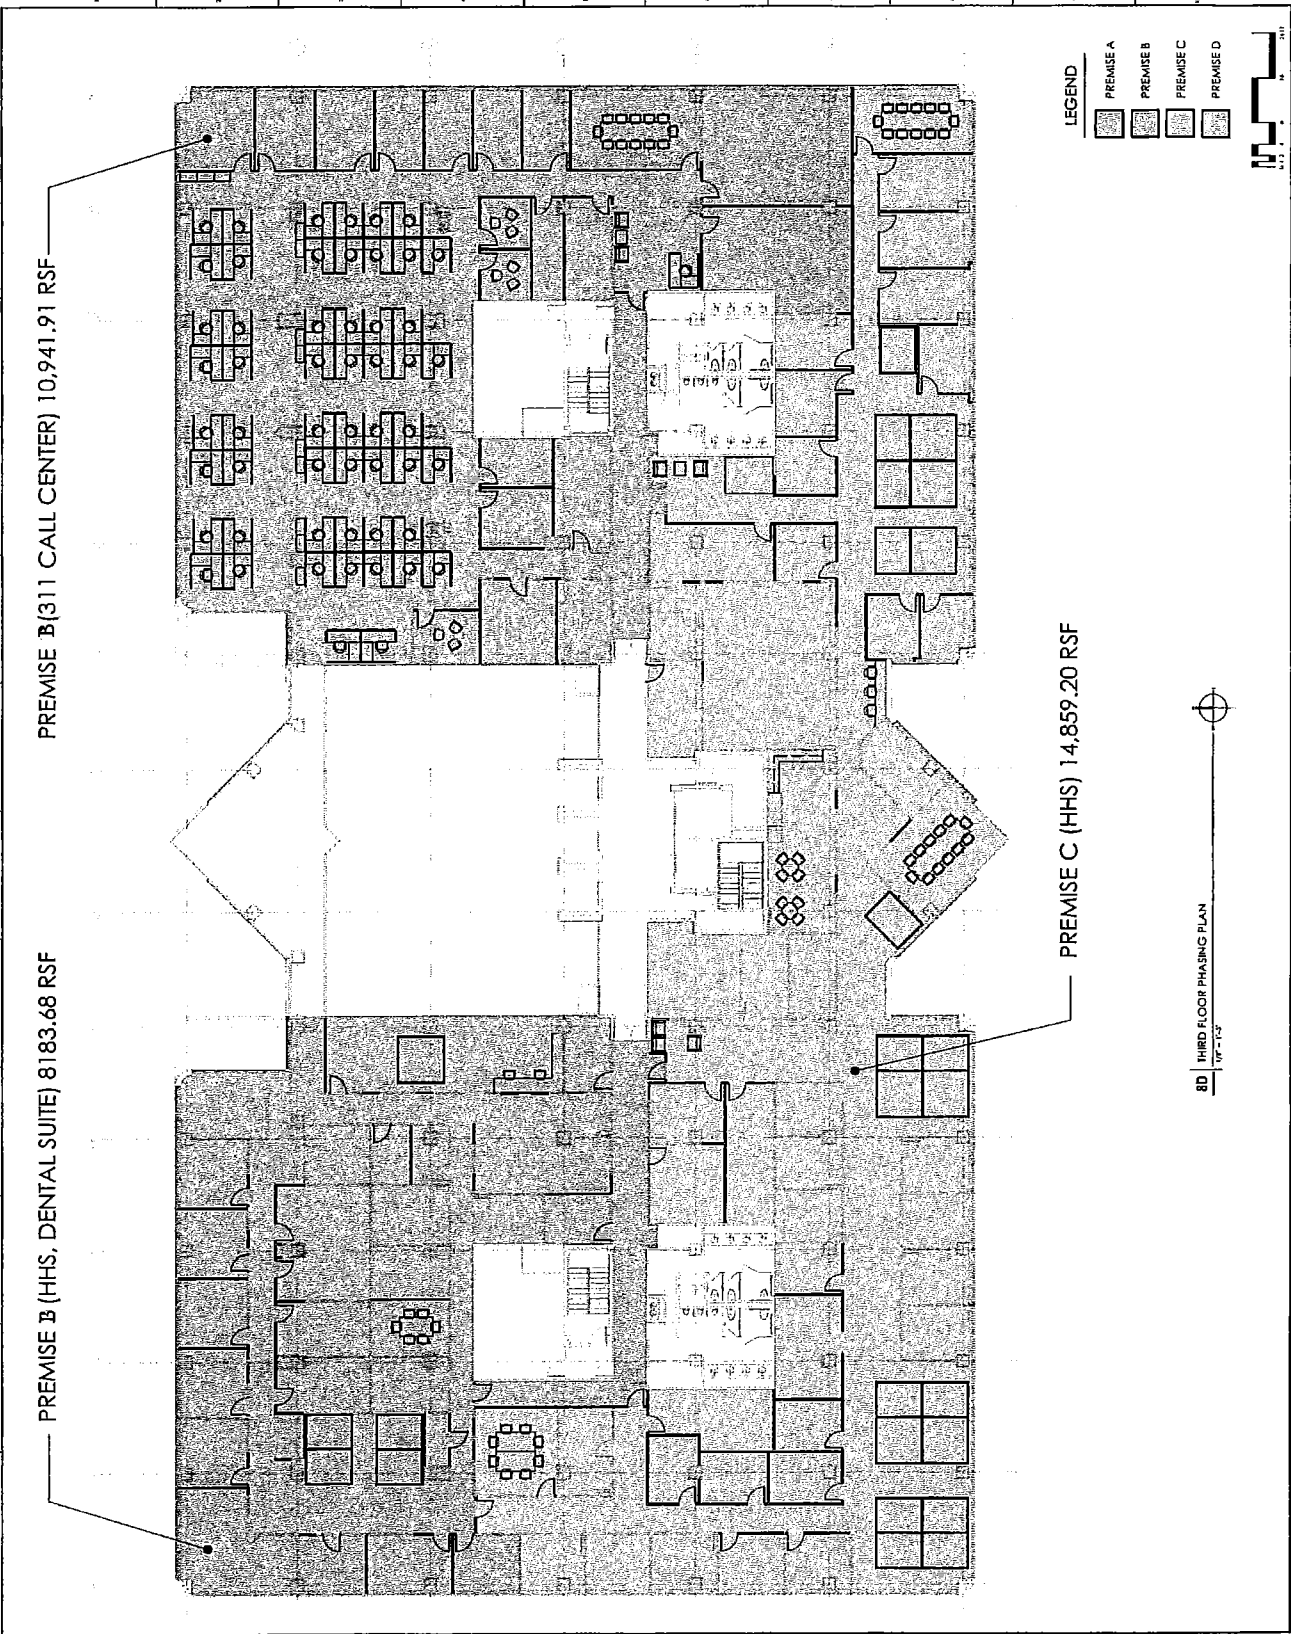 PREMISE B (HHS, DENTAL SUITE) 8183.68 RSF
PREMISE B(311 CALL CENTER) 10,941.91 RSF
PREMISE C (HHS) 14,859.20 RSF
LEGEND
PREMISE A
PREMISE B
PREMISE C
PREMISE D
8D THIRD FLOOR PHASING PLAN